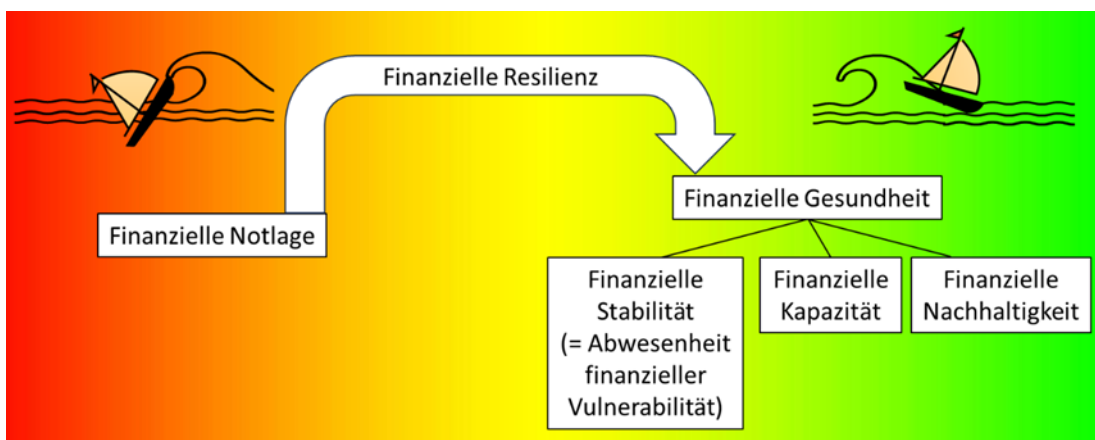 Finanzielle Resilienz
Finanzielle Gesundheit
Finanzielle Notlage
Finanzielle
Stabilität
(= Abwesenheit
finanzieller
Vulnerabilität)
Finanzielle
Kapazität
Finanzielle
Nachhaltigkeit